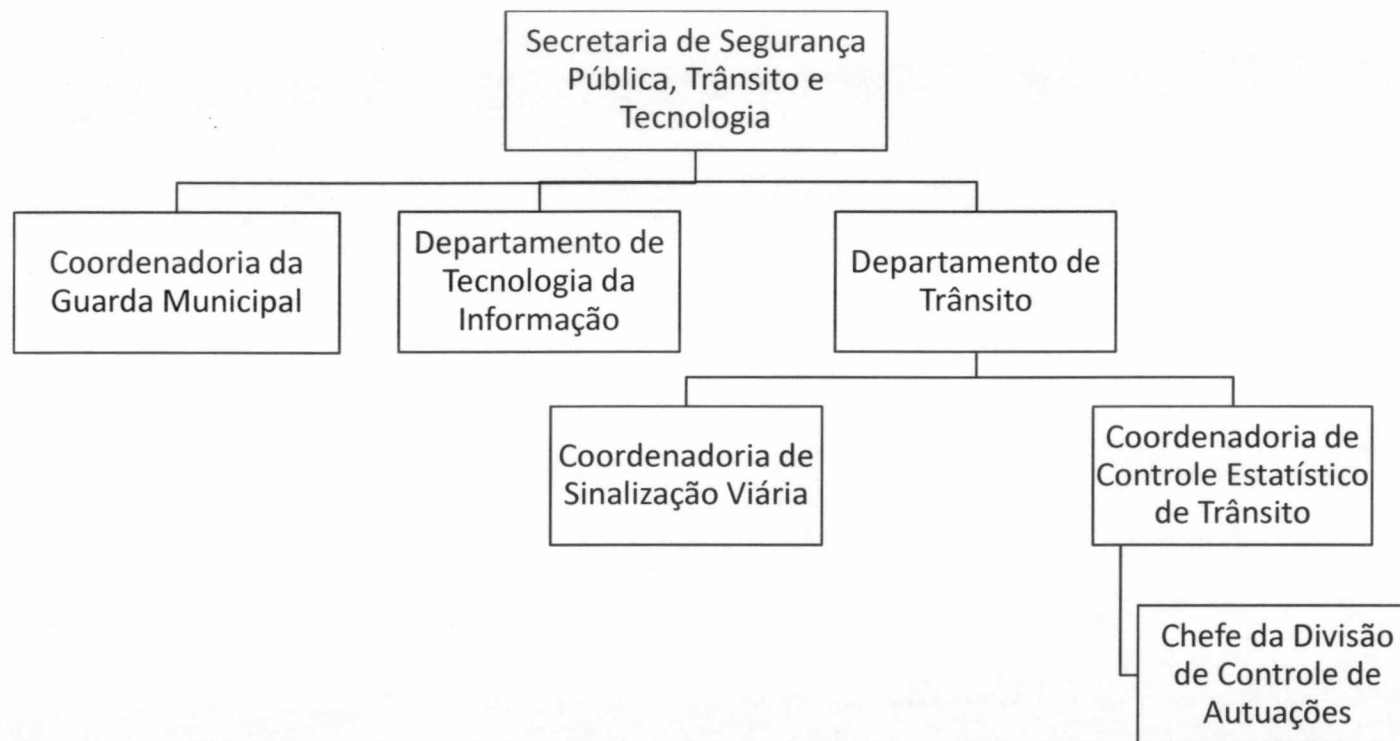 Secretaria de Segurança
Pública, Trânsito e
Tecnologia
Coordenadoria da
Guarda Municipal
Departamento de
Tecnologia da
Informação
Departamento de
Trânsito
Coordenadoria de
Sinalização Viária
Coordenadoria de
Controle Estatístico
de Trânsito
Chefe da Divisão
de Controle de
Autuações